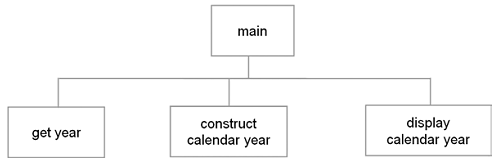 main
get year
construct
calendar year
display
calendar year